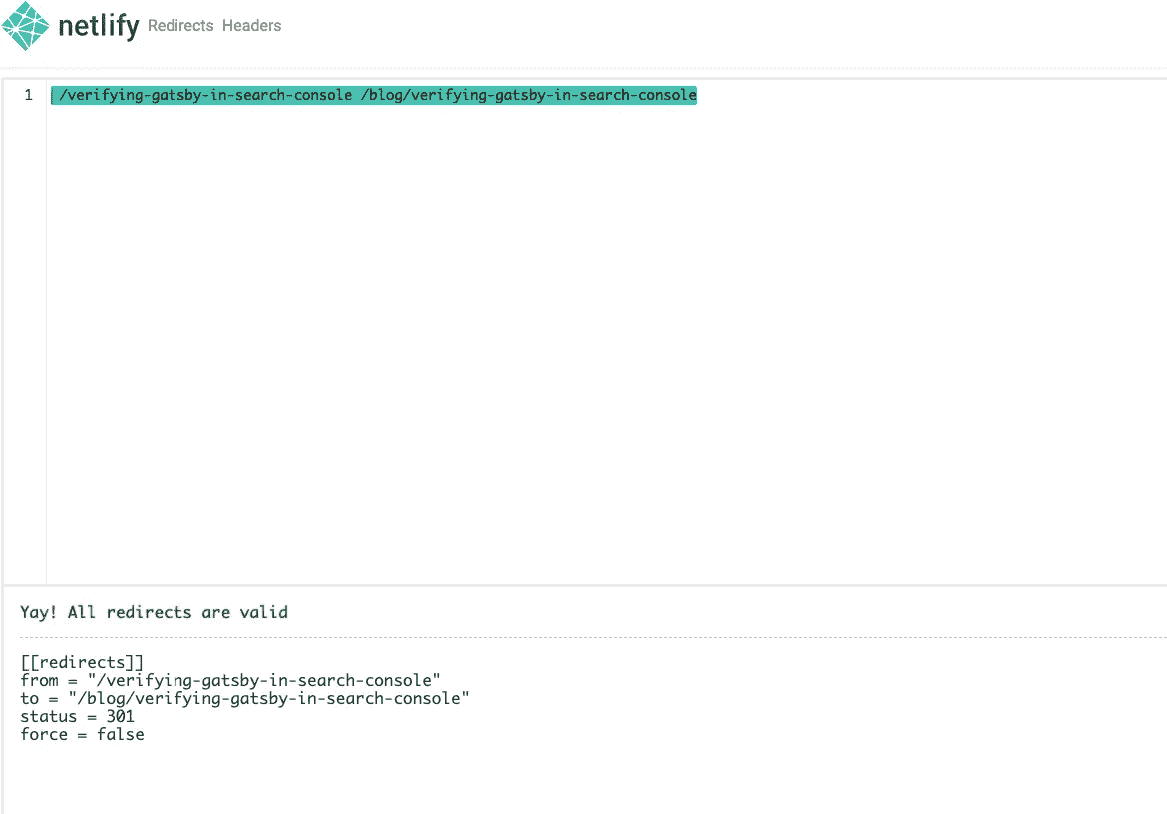 netlify Redirects Headers
1 /verifying-gatsby-in-search-console /blog/verifying-gatsby-in-search-console
Yay! All redirects are valid
[[redirects]]
from = "/verifying-gatsby-in-search-console"
to = "/blog/verifying-gatsby-in-search-console"
status = 301
force = false